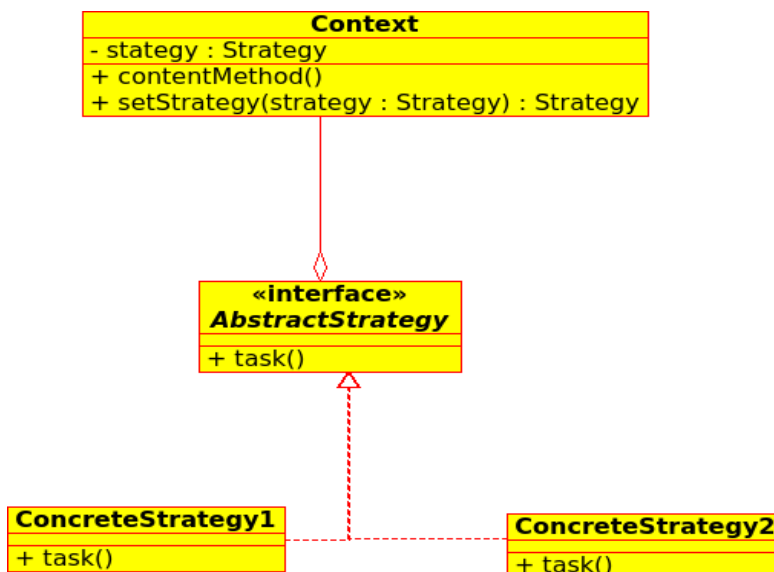 Context
- stategy : Strategy
+ contentMethod()
+ setStrategy(strategy : Strategy) : Strategy
«interface»
AbstractStrategy
+ task()
ConcreteStrategy1
+ task()
ConcreteStrategy2
+ task()